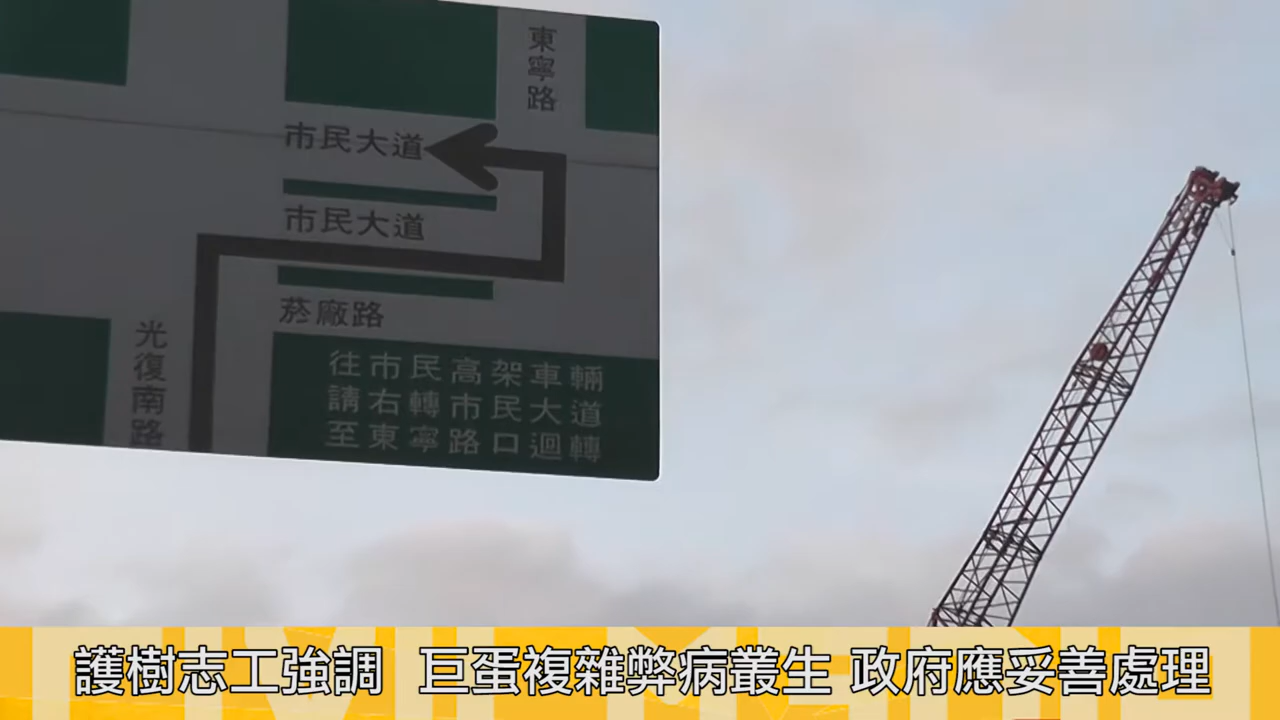 東寧路
市民大道
市民大道
菸廠路
光復南路
往市民高架車輛
請右轉市民大道
至東寧路口迴轉
護樹志工強調 巨蛋複雜弊病叢生 政府應妥善處理